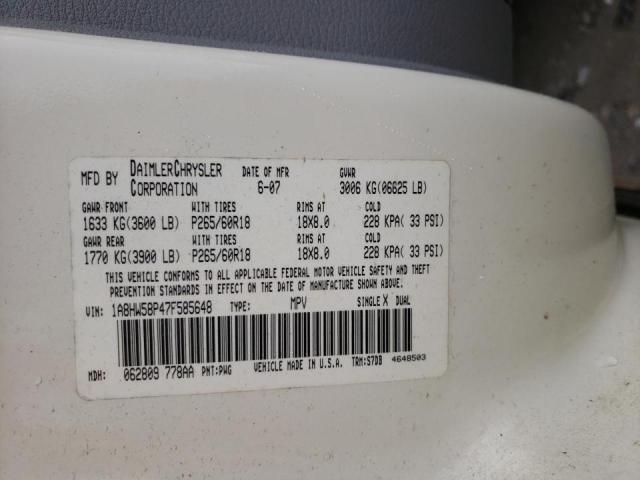 MFD BY DAIMLERCHRYSLER CORPORATION DATE OF MFR 6-07 GVWR 3006 KG(06625 LB)
GAWR FRONT WITH TIRES RIMS AT COLD
1633 KG(3600 LB) P265/60R18 18X8.0 228 KPA( 33 PSI)
GAWR REAR WITH TIRES RIMS AT COLD
1770 KG(3900 LB) P265/60R18 18X8.0 228 KPA( 33 PSI)
THIS VEHICLE CONFORMS TO ALL APPLICABLE FEDERAL MOTOR VEHICLE SAFETY AND THEFT
PREVENTION STANDARDS IN EFFECT ON THE DATE OF MANUFACTURE SHOWN ABOVE.
VIN: 1A8HW58P47F585648 TYPE: MPV SINGLE X DUAL
MDH: 062809 778AA PNT:PWG VEHICLE MADE IN U.S.A. TRM:S7DB 4648503